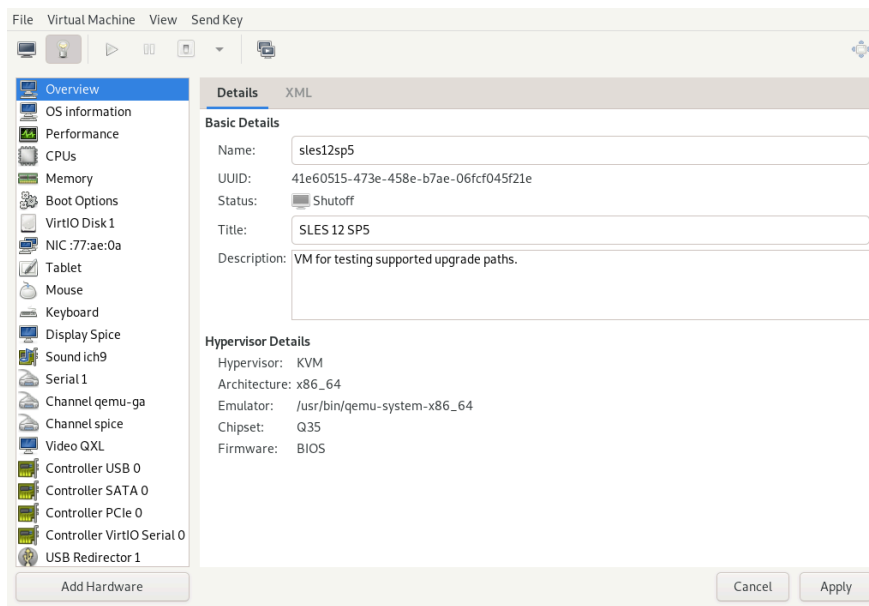 File Virtual Machine View Send Key
Overview
OS information
Performance
CPUs
Memory
Boot Options
VirtIO Disk 1
NIC :77:ae:0a
Tablet
Mouse
Keyboard
Display Spice
Sound ich9
Serial 1
Channel qemu-ga
Channel spice
Video QXL
Controller USB 0
Controller SATA 0
Controller PCIe 0
Controller VirtIO Serial 0
USB Redirector 1
Add Hardware
Details XML
Basic Details
Name: sles12sp5
UUID: 41e60515-473e-458e-b7ae-06fcf045f21e
Status: Shutoff
Title: SLES 12 SP5
Description: VM for testing supported upgrade paths.
Hypervisor Details
Hypervisor: KVM
Architecture: x86_64
Emulator: /usr/bin/qemu-system-x86_64
Chipset: Q35
Firmware: BIOS
Cancel Apply